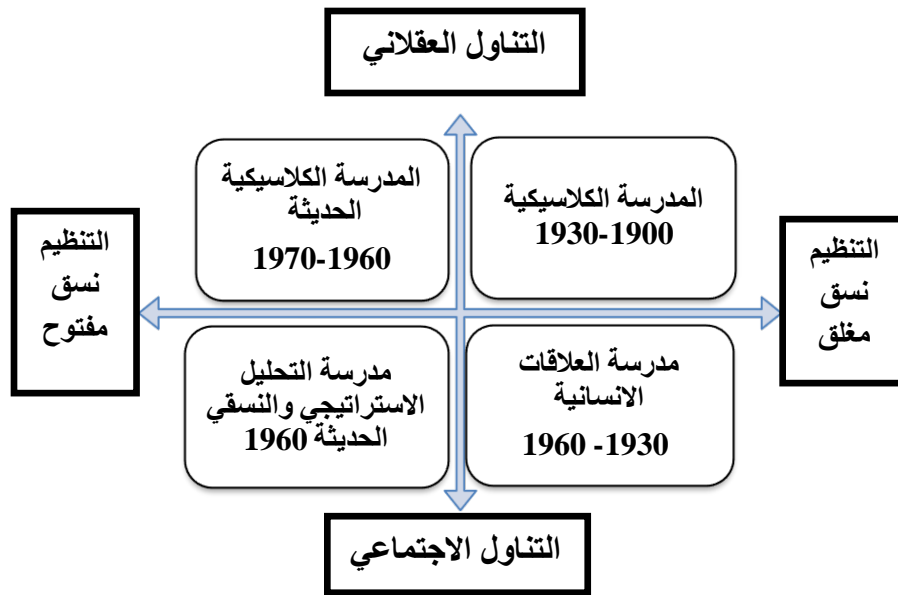 التناول العقلاني
المدرسة الكلاسيكية
1930-1900
المدرسة الكلاسيكية
الحديثة
1970-1960
التنظيم
نسق
مغلق
التنظيم
نسق
مفتوح
مدرسة العلاقات
الانسانية
1960 -1930
مدرسة التحليل
الاستراتيجي والنسقي
الحديثة 1960
التناول الاجتماعي